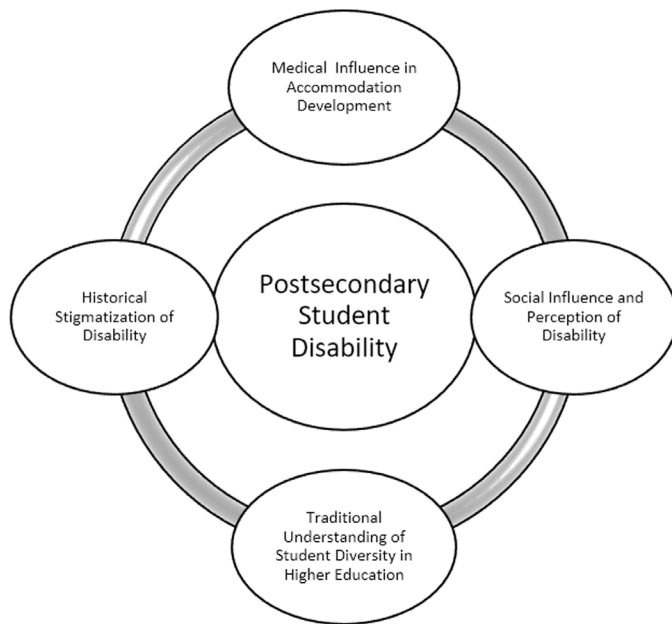 Medical Influence in
Accommodation
Development
Historical
Stigmatization of
Disability
Postsecondary
Student
Disability
Social Influence and
Perception of
Disability
Traditional
Understanding of
Student Diversity in
Higher Education